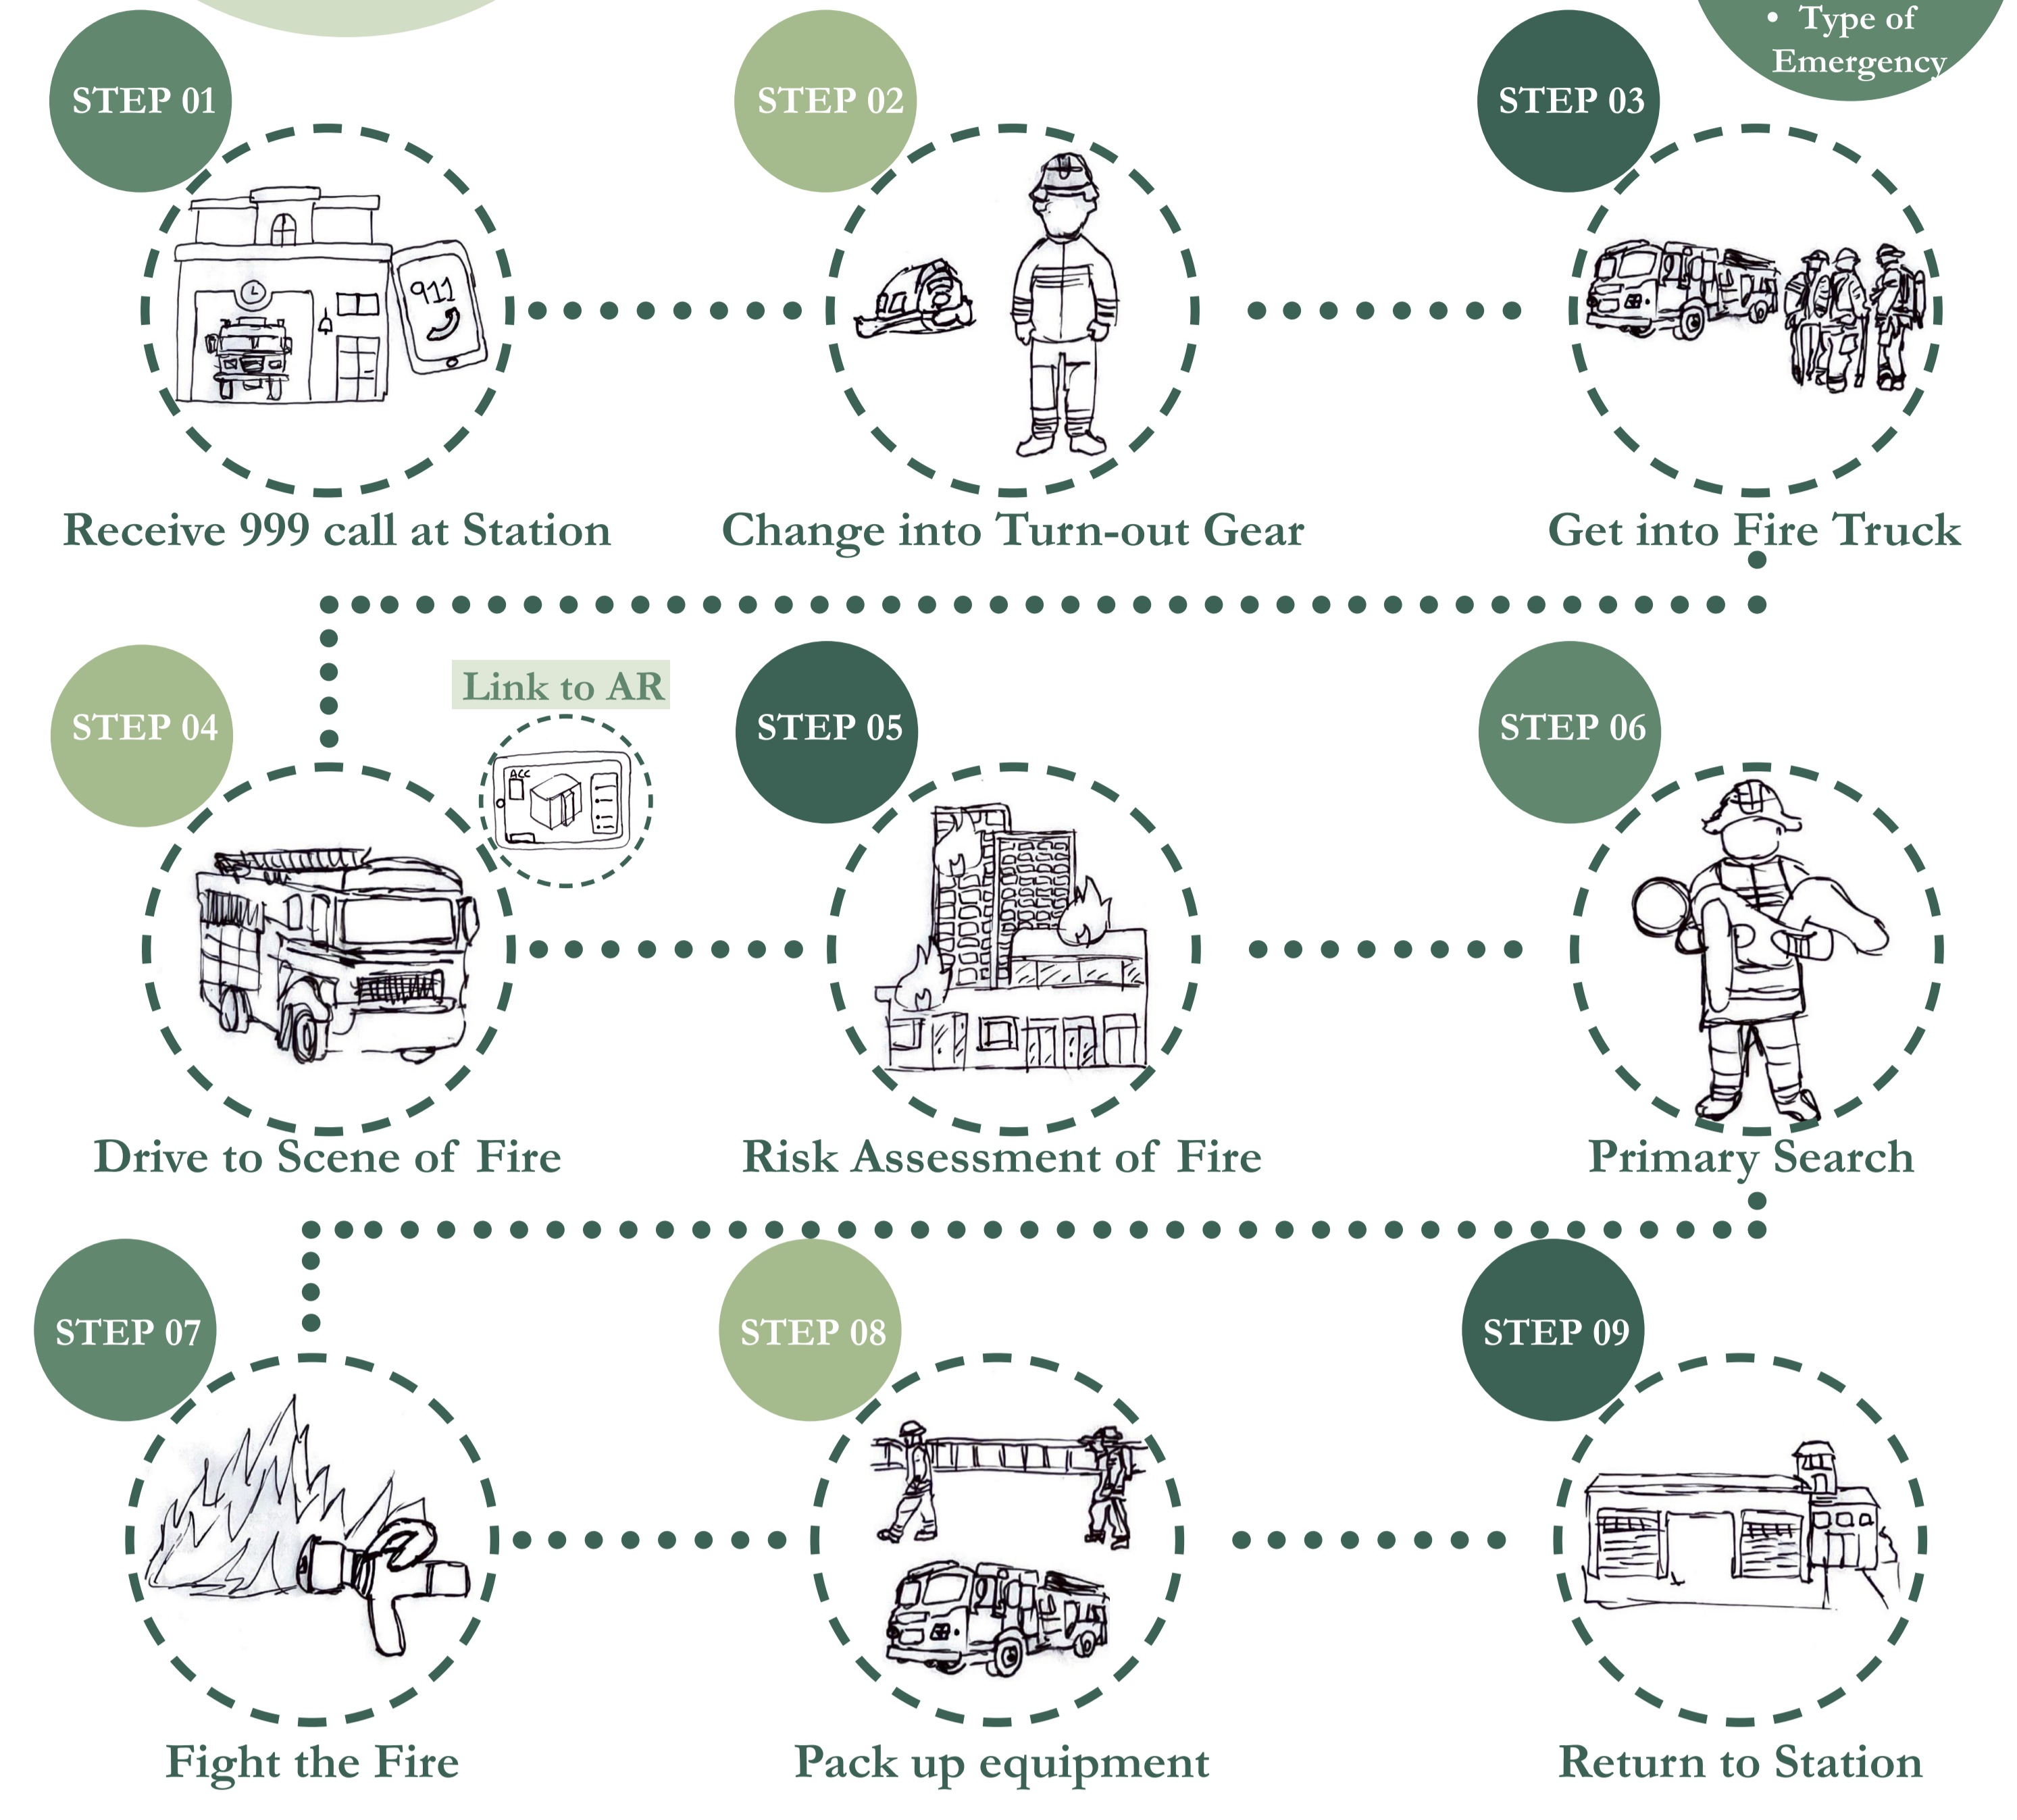 • Type of
Emergency
STEP 01
STEP 02
STEP 03
911
Receive 999 call at Station
Change into Turn-out Gear
Get into Fire Truck
Link to AR
STEP 04
STEP 05
STEP 06
ACC
Drive to Scene of Fire
Risk Assessment of Fire
Primary Search
STEP 07
STEP 08
STEP 09
Fight the Fire
Pack up equipment
Return to Station